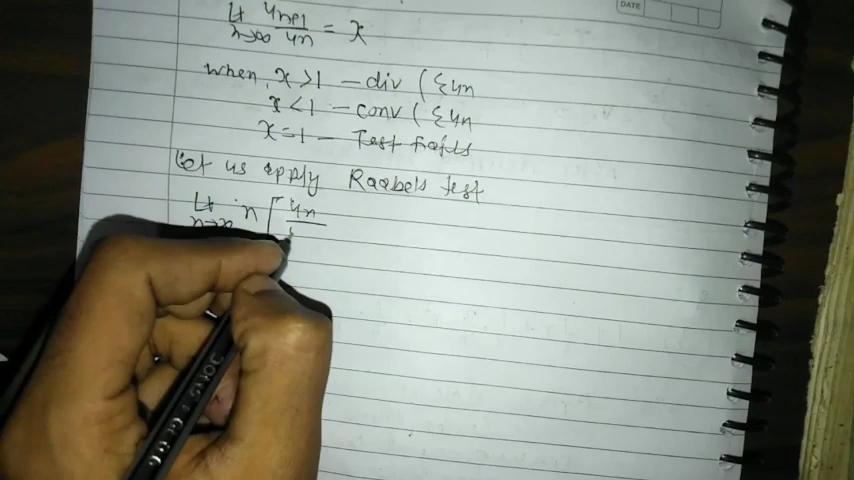 DATE
Lt u_{n+1}/u_n = x
n→∞
when, x > 1 – div (Σu_n
x < 1 – conv (Σu_n
x = 1 – Test fails
Let us apply Raabels test
Lt n [ u_n
n→∞